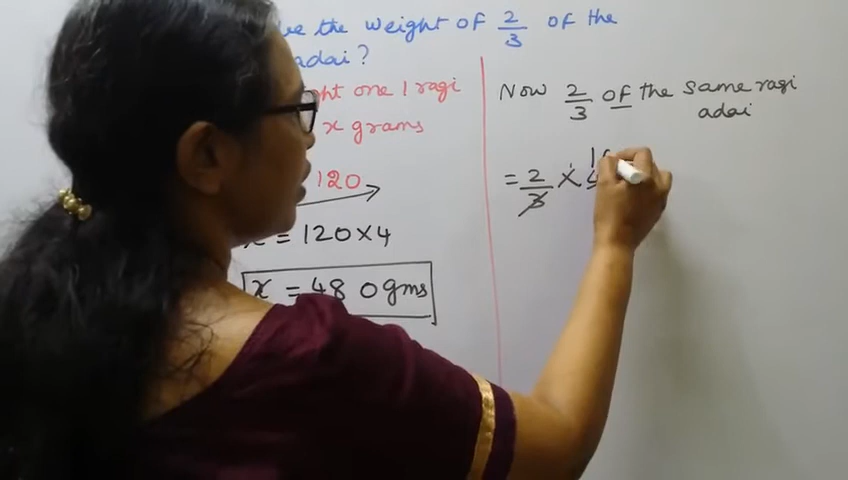 the weight of 2/3 of the
adai?
one 1 ragi
x grams
120
x = 120 × 4
x = 480 gms
Now 2/3 of the same ragi
adai
= 2/3 ×